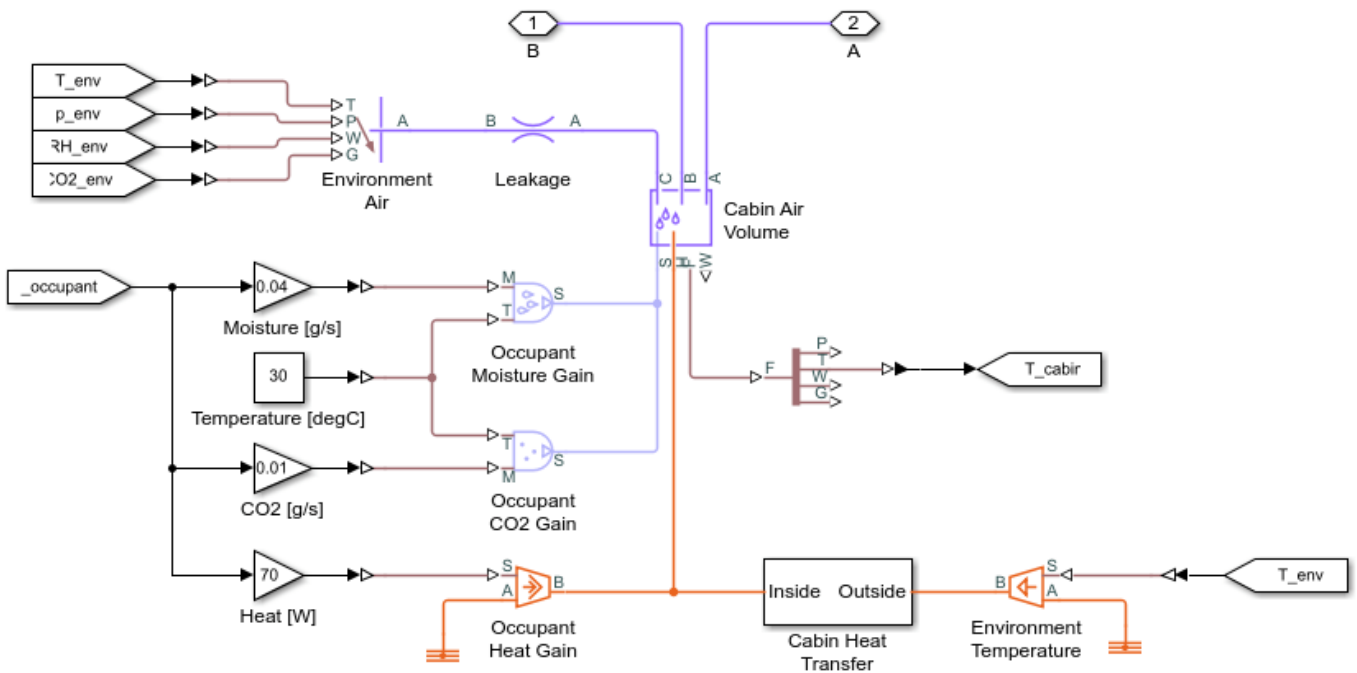 1
B
2
A
T_env
p_env
RH_env
CO2_env
T
P
W
G
A
Environment
Air
B
A
Leakage
C
B
A
Cabin Air
Volume
S
H
F
W
_occupant
0.04
Moisture [g/s]
M
T
S
Occupant
Moisture Gain
30
Temperature [degC]
0.01
CO2 [g/s]
T
M
S
Occupant
CO2 Gain
F
P
T
W
G
T_cabir
70
Heat [W]
S
A
B
Occupant
Heat Gain
Inside Outside
Cabin Heat
Transfer
B
S
A
Environment
Temperature
T_env